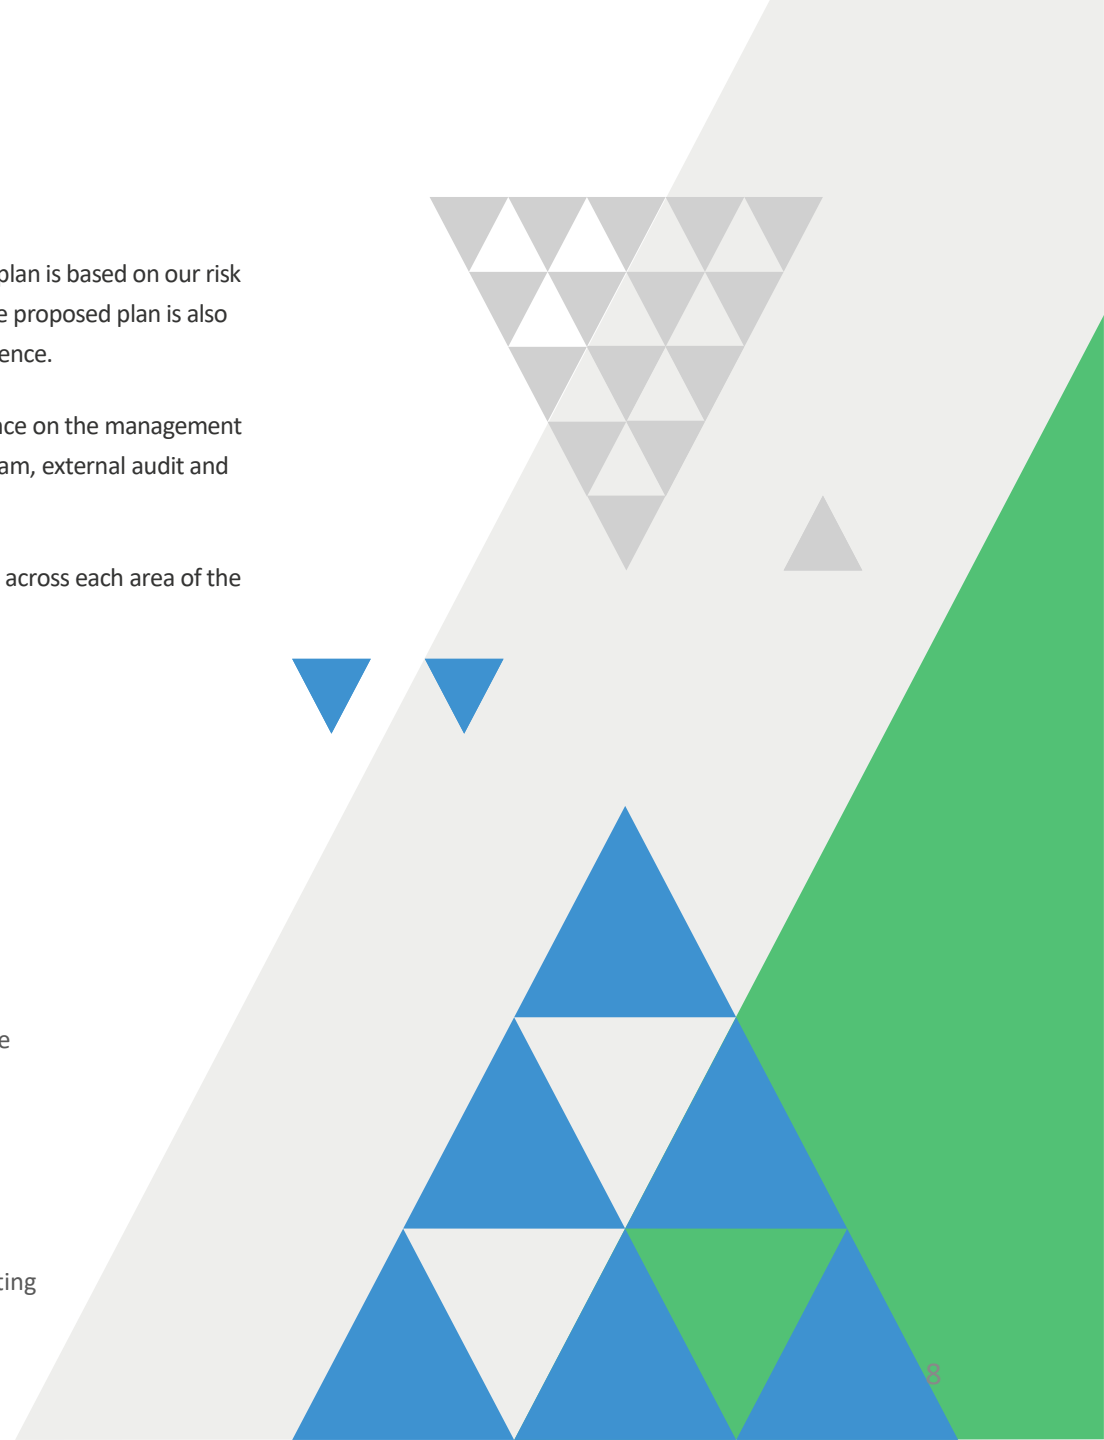 plan is based on our risk
e proposed plan is also
ence.
nce on the management
am, external audit and
across each area of the
e
ting
8